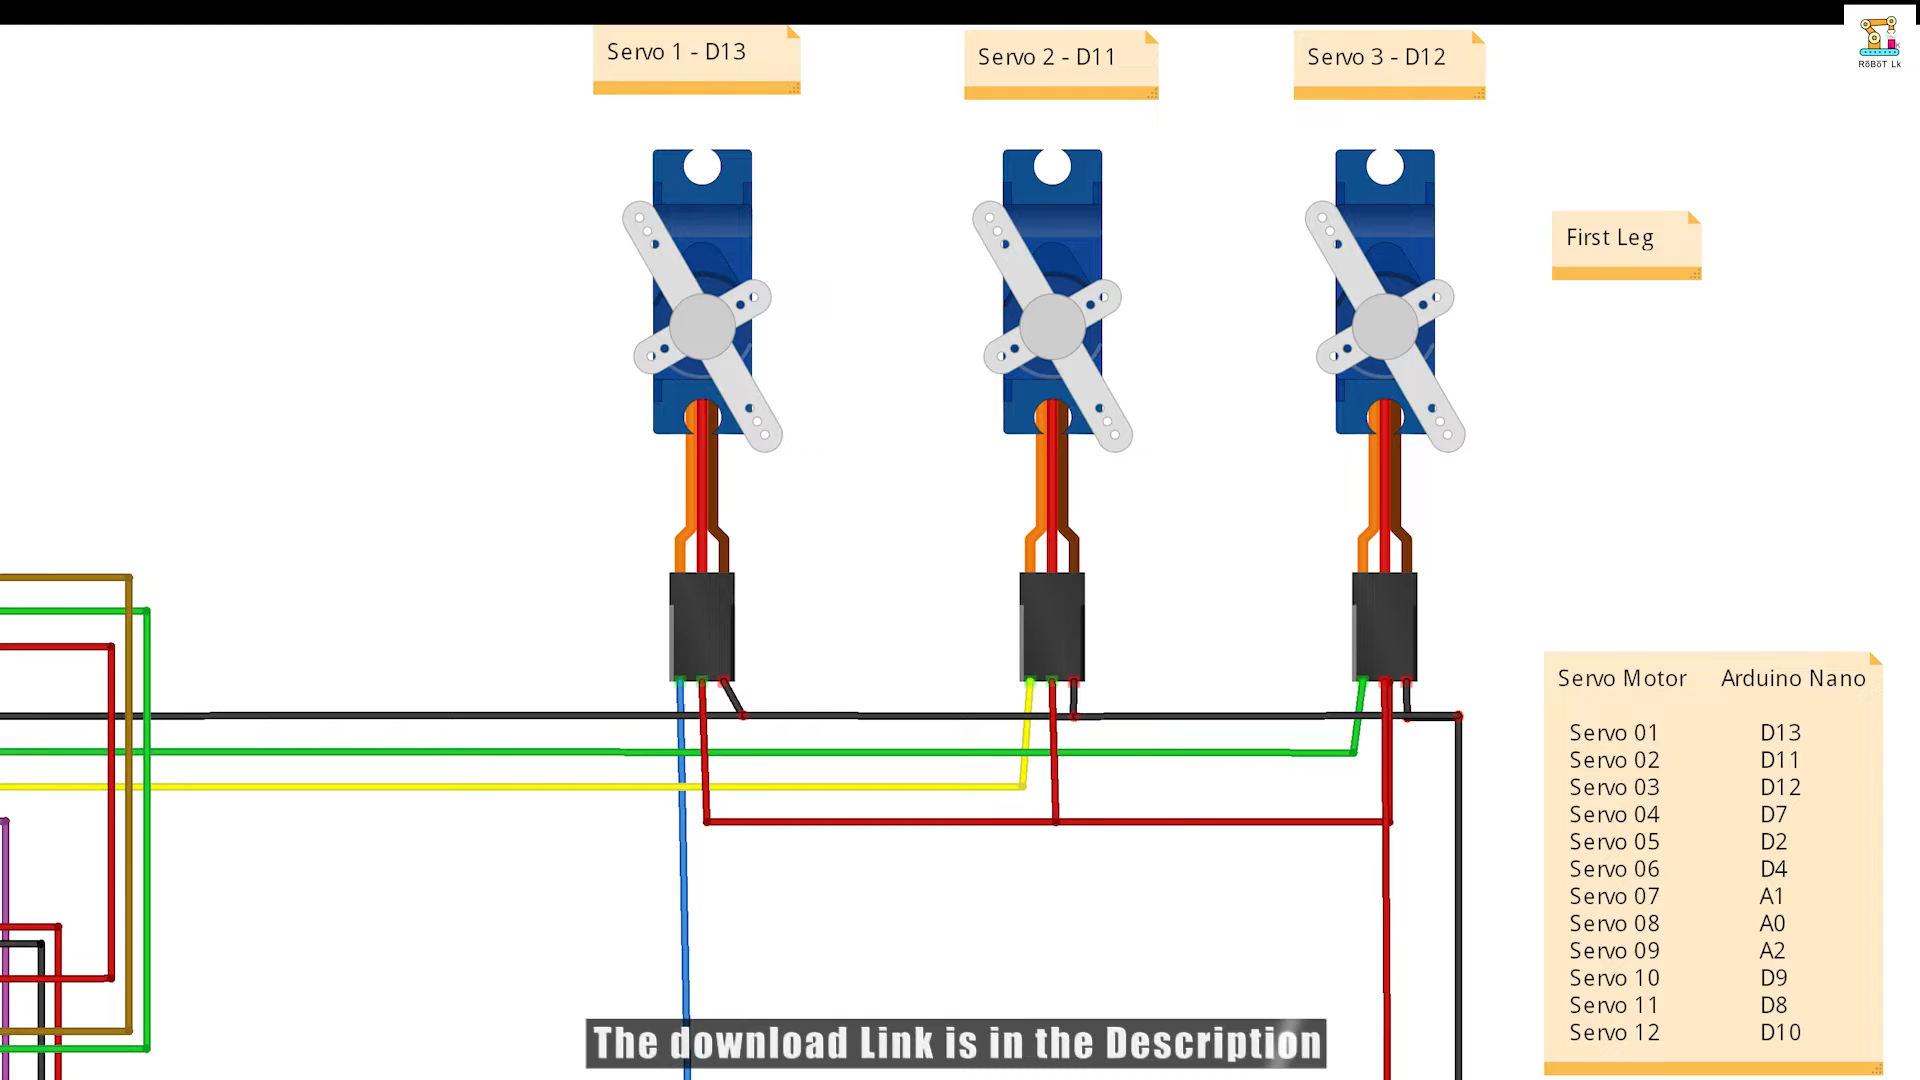 Servo 1 - D13
Servo 2 - D11
Servo 3 - D12
RöBöT Lk
First Leg
Servo Motor Arduino Nano
Servo 01 D13
Servo 02 D11
Servo 03 D12
Servo 04 D7
Servo 05 D2
Servo 06 D4
Servo 07 A1
Servo 08 A0
Servo 09 A2
Servo 10 D9
Servo 11 D8
Servo 12 D10
The download Link is in the Description